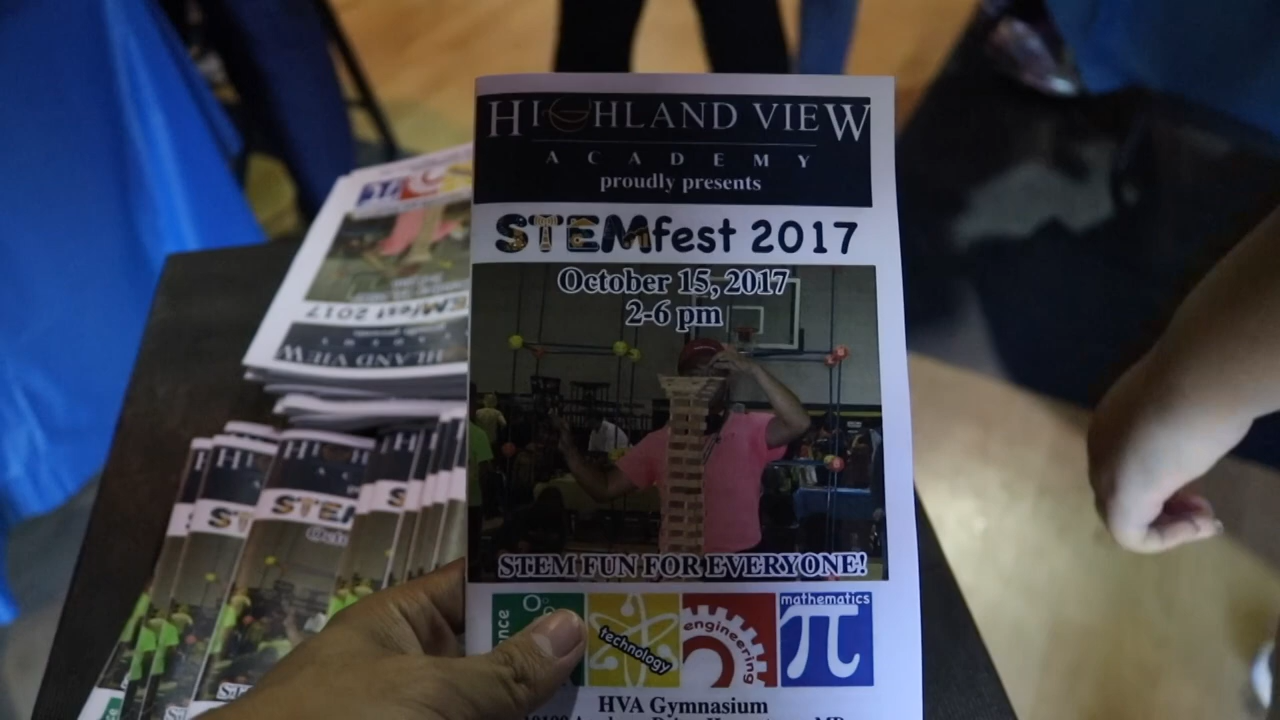 HIGHLAND VIEW
ACADEMY
proudly presents
STEMfest 2017
October 15, 2017
2-6 pm
STEM FUN FOR EVERYONE!
technology
engineering
mathematics
π
HVA Gymnasium